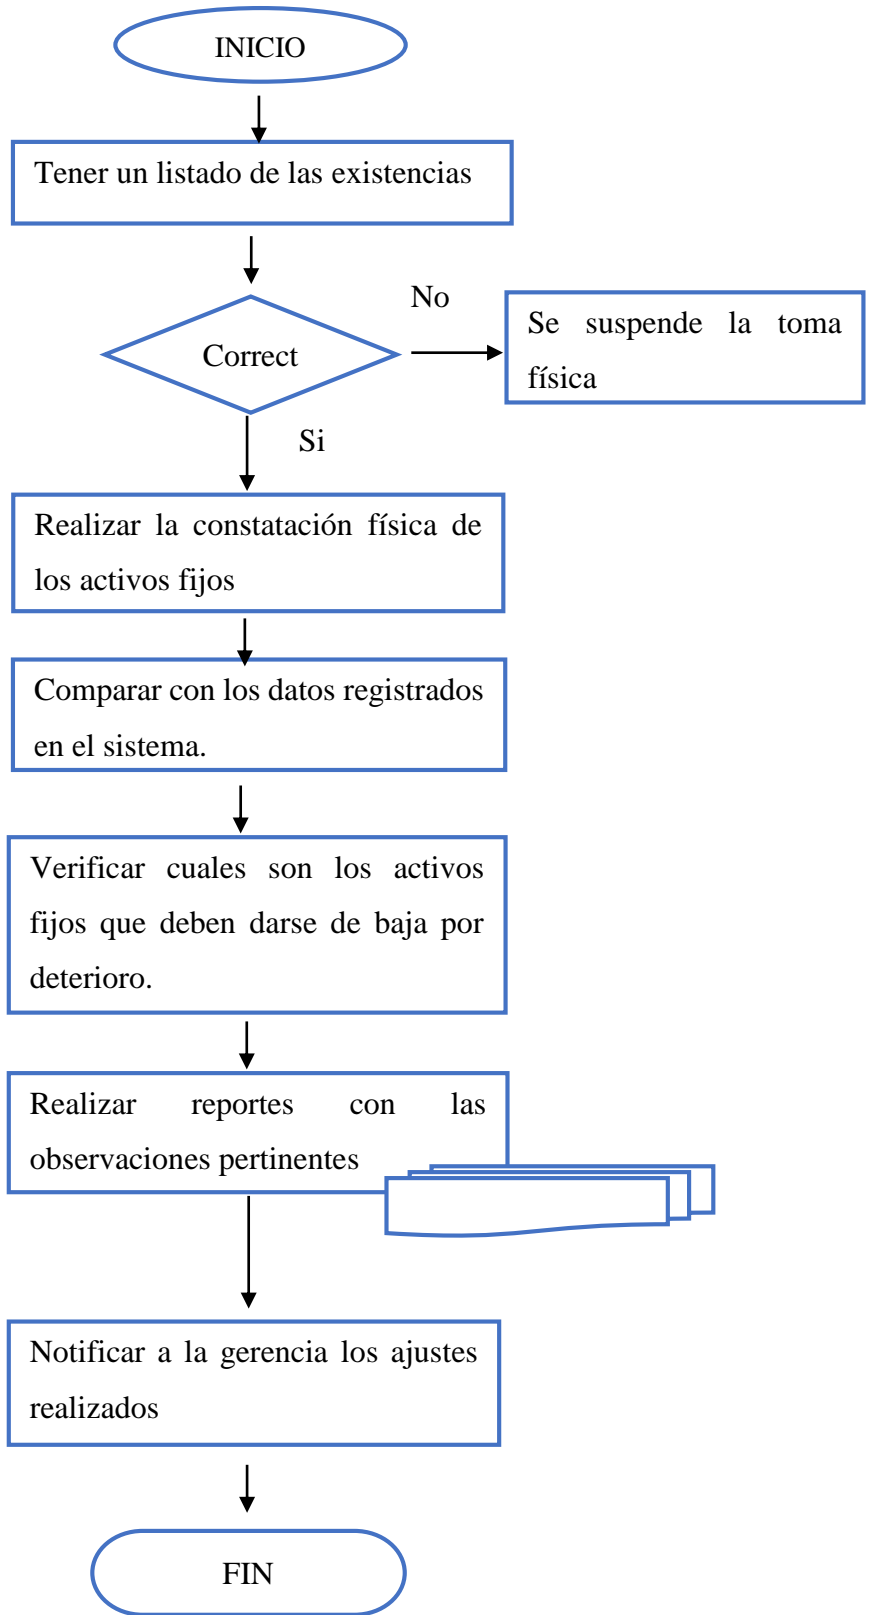 INICIO
Tener un listado de las existencias
No
Se suspende la toma
física
Correct
Si
Realizar la constatación física de
los activos fijos
Comparar con los datos registrados
en el sistema.
Verificar cuales son los activos
fijos que deben darse de baja por
deterioro.
Realizar reportes con las
observaciones pertinentes
Notificar a la gerencia los ajustes
realizados
FIN